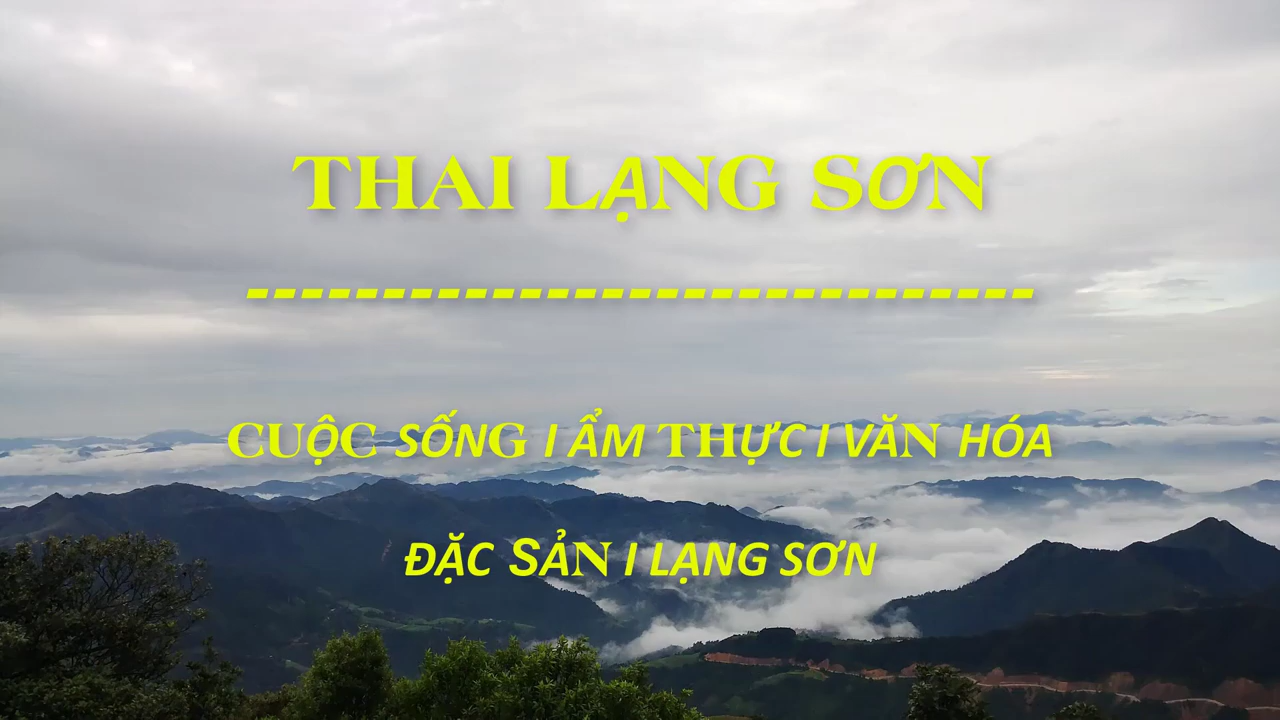 THAI LẠNG SƠN
-----------------------------
CUỘC SỐNG I ẨM THỰC I VĂN HÓA
ĐẶC SẢN I LẠNG SƠN